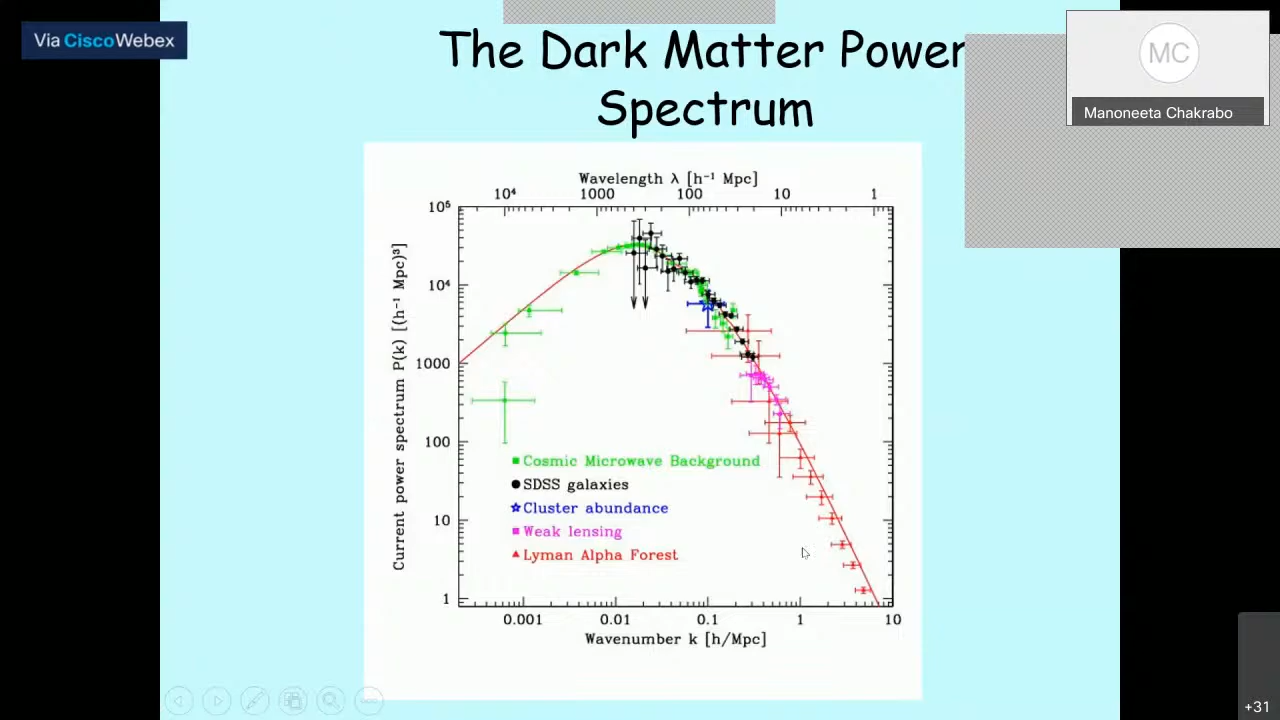 Via Cisco Webex
The Dark Matter Power
Spectrum
MC
Manoneeta Chakrabo
Wavelength λ [h⁻¹ Mpc]
10⁴ 1000 100 10 1
Current power spectrum P(k) [(h⁻¹ Mpc)³]
10⁵
10⁴
1000
100
10
1
Cosmic Microwave Background
SDSS galaxies
Cluster abundance
Weak lensing
Lyman Alpha Forest
0.001 0.01 0.1 1 10
Wavenumber k [h/Mpc]
+31